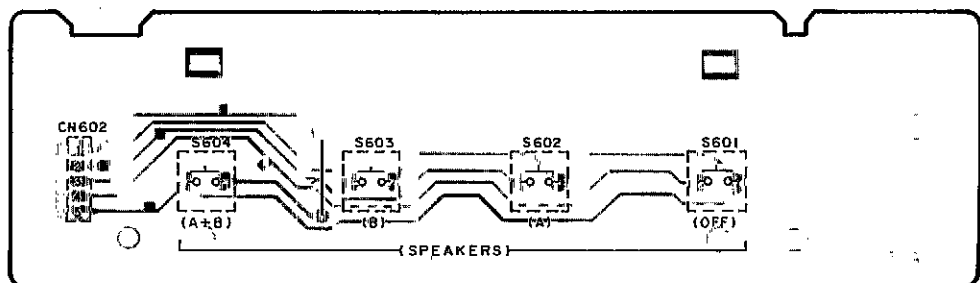 CN602
S604
S603
S602
S601
(A+B)
(B)
(A)
(OFF)
(SPEAKERS)